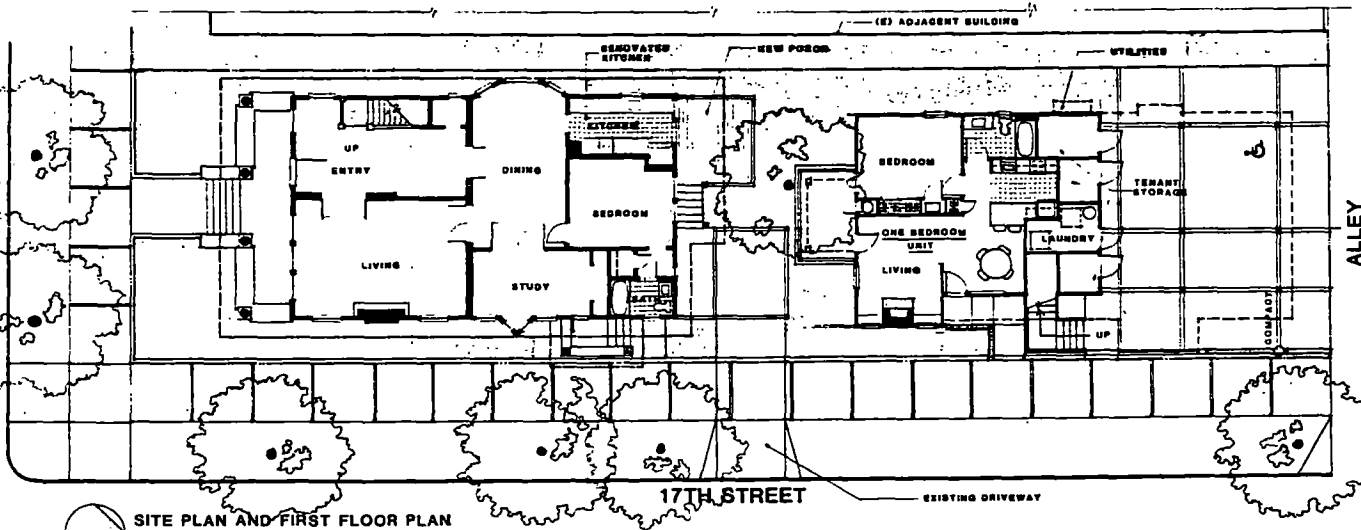 (E) ADJACENT BUILDING
RENOVATED
KITCHEN
NEW PORCH
UTILITIES
KITCHEN
UP
ENTRY
DINING
BEDROOM
BEDROOM
TENANT
STORAGE
ONE BEDROOM
UNIT
LAUNDRY
ALLEY
LIVING
STUDY
BATH
LIVING
UP
COMPACT
17TH STREET
EXISTING DRIVEWAY
SITE PLAN AND FIRST FLOOR PLAN